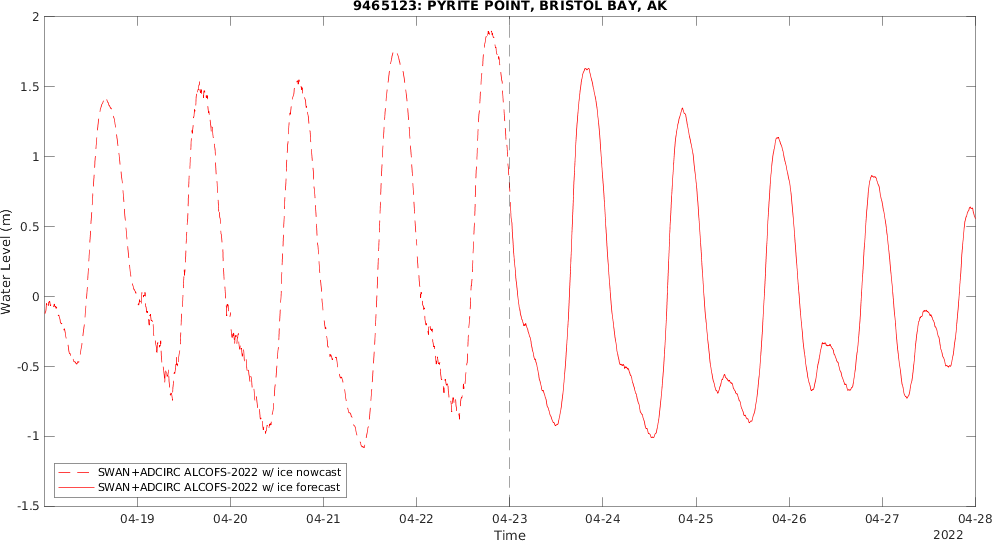 9465123: PYRITE POINT, BRISTOL BAY, AK
Water Level (m)
2
1.5
1
0.5
0
-0.5
-1
-1.5
SWAN+ADCIRC ALCOFS-2022 w/ ice nowcast
SWAN+ADCIRC ALCOFS-2022 w/ ice forecast
04-19 04-20 04-21 04-22 04-23 04-24 04-25 04-26 04-27 04-28
Time
2022